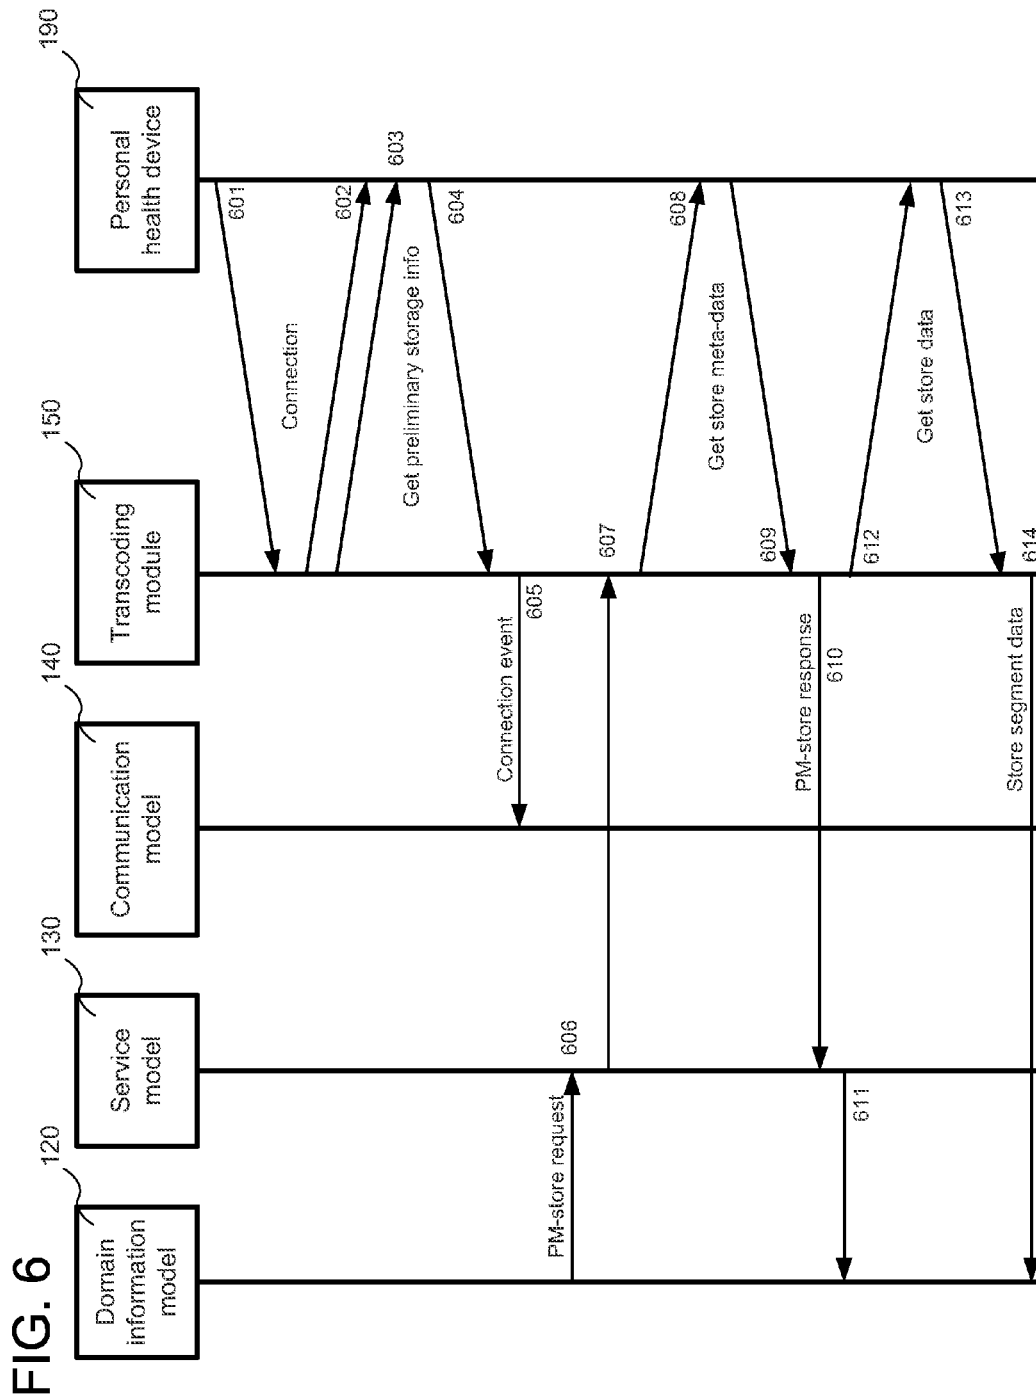 FIG. 6
120
Domain
information
model
130
Service
model
140
Communication
model
150
Transcoding
module
190
Personal
health device
601
Connection
602
603
Get preliminary storage info
604
Connection event
605
PM-store request
606
607
608
Get store meta-data
609
PM-store response
610
611
612
Get store data
613
Store segment data
614